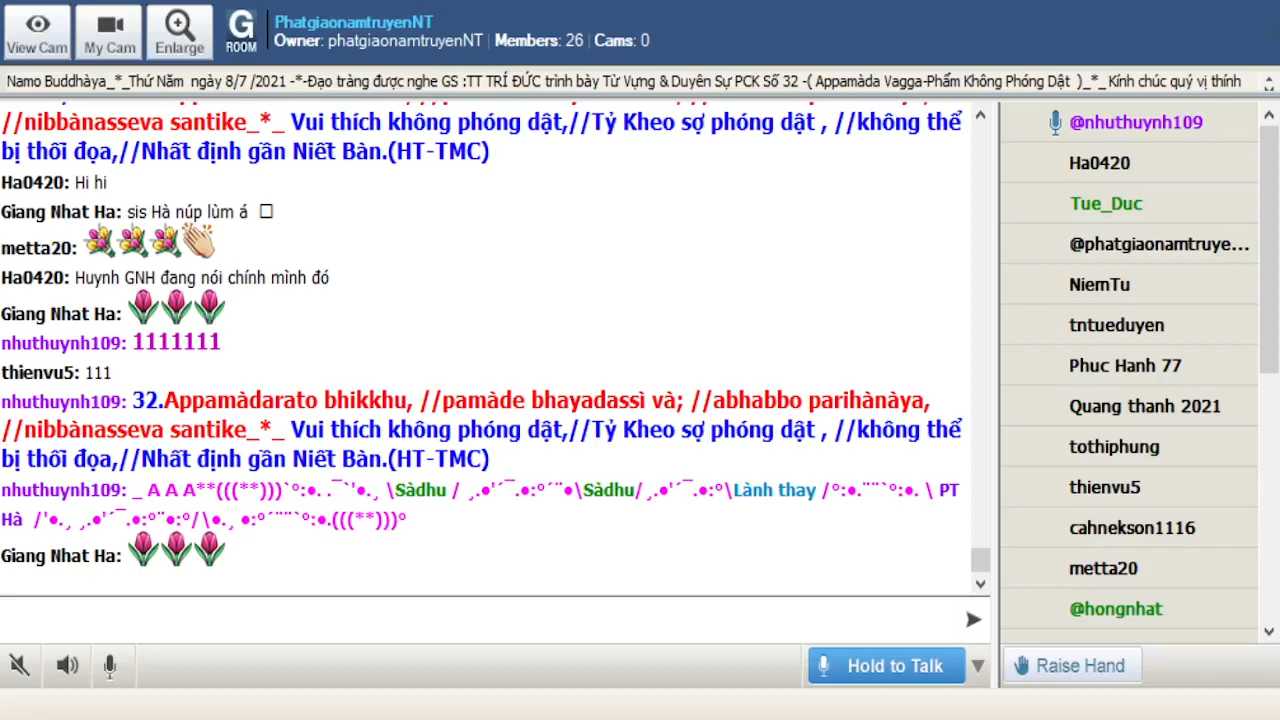 View Cam
My Cam
Enlarge
G
ROOM
PhatgiaonamtruyenNT
Owner: phatgiaonamtruyenNT | Members: 26 | Cams: 0
Namo Buddhàya_*_Thứ Năm ngày 8/7 /2021 -*-Đạo tràng được nghe GS :TT TRÍ ĐỨC trình bày Từ Vựng & Duyên Sự PCK Số 32 -( Appamàda Vagga-Phẩm Không Phóng Dật )_*_ Kính chúc quý vị thính
//nibbànasseva santike_*_ Vui thích không phóng dật,//Tỷ Kheo sợ phóng dật , //không thể
bị thối đọa,//Nhất định gần Niết Bàn.(HT-TMC)
Ha0420: Hi hi
Giang Nhat Ha: sis Hà núp lùm á
metta20:
Ha0420: Huynh GNH đang nói chính mình đó
Giang Nhat Ha:
nhuthuynh109: 1111111
thienvu5: 111
nhuthuynh109: 32.Appamàdarato bhikkhu, //pamàde bhayadassì và; //abhabbo parihànàya,
//nibbànasseva santike_*_ Vui thích không phóng dật,//Tỷ Kheo sợ phóng dật , //không thể
bị thối đọa,//Nhất định gần Niết Bàn.(HT-TMC)
nhuthuynh109: _ A A A**(((**)))`°:•. .¯`'•.¸ \Sàdhu / ¸.•'´¯.•:°´¨•\Sàdhu/¸.•'´¯.•:°\Lành thay /°:•.¨¨`°:•. \ PT
Hà /'•.¸ ¸.•'´¯.•:°¨•:°/\•.¸ •:°´¨¨`°:•.(((**)))°
Giang Nhat Ha:
@nhuthuynh109
Ha0420
Tue_Duc
@phatgiaonamtruye...
NiemTu
tntueduyen
Phuc Hanh 77
Quang thanh 2021
tothiphung
thienvu5
cahnekson1116
metta20
@hongnhat
Hold to Talk
Raise Hand